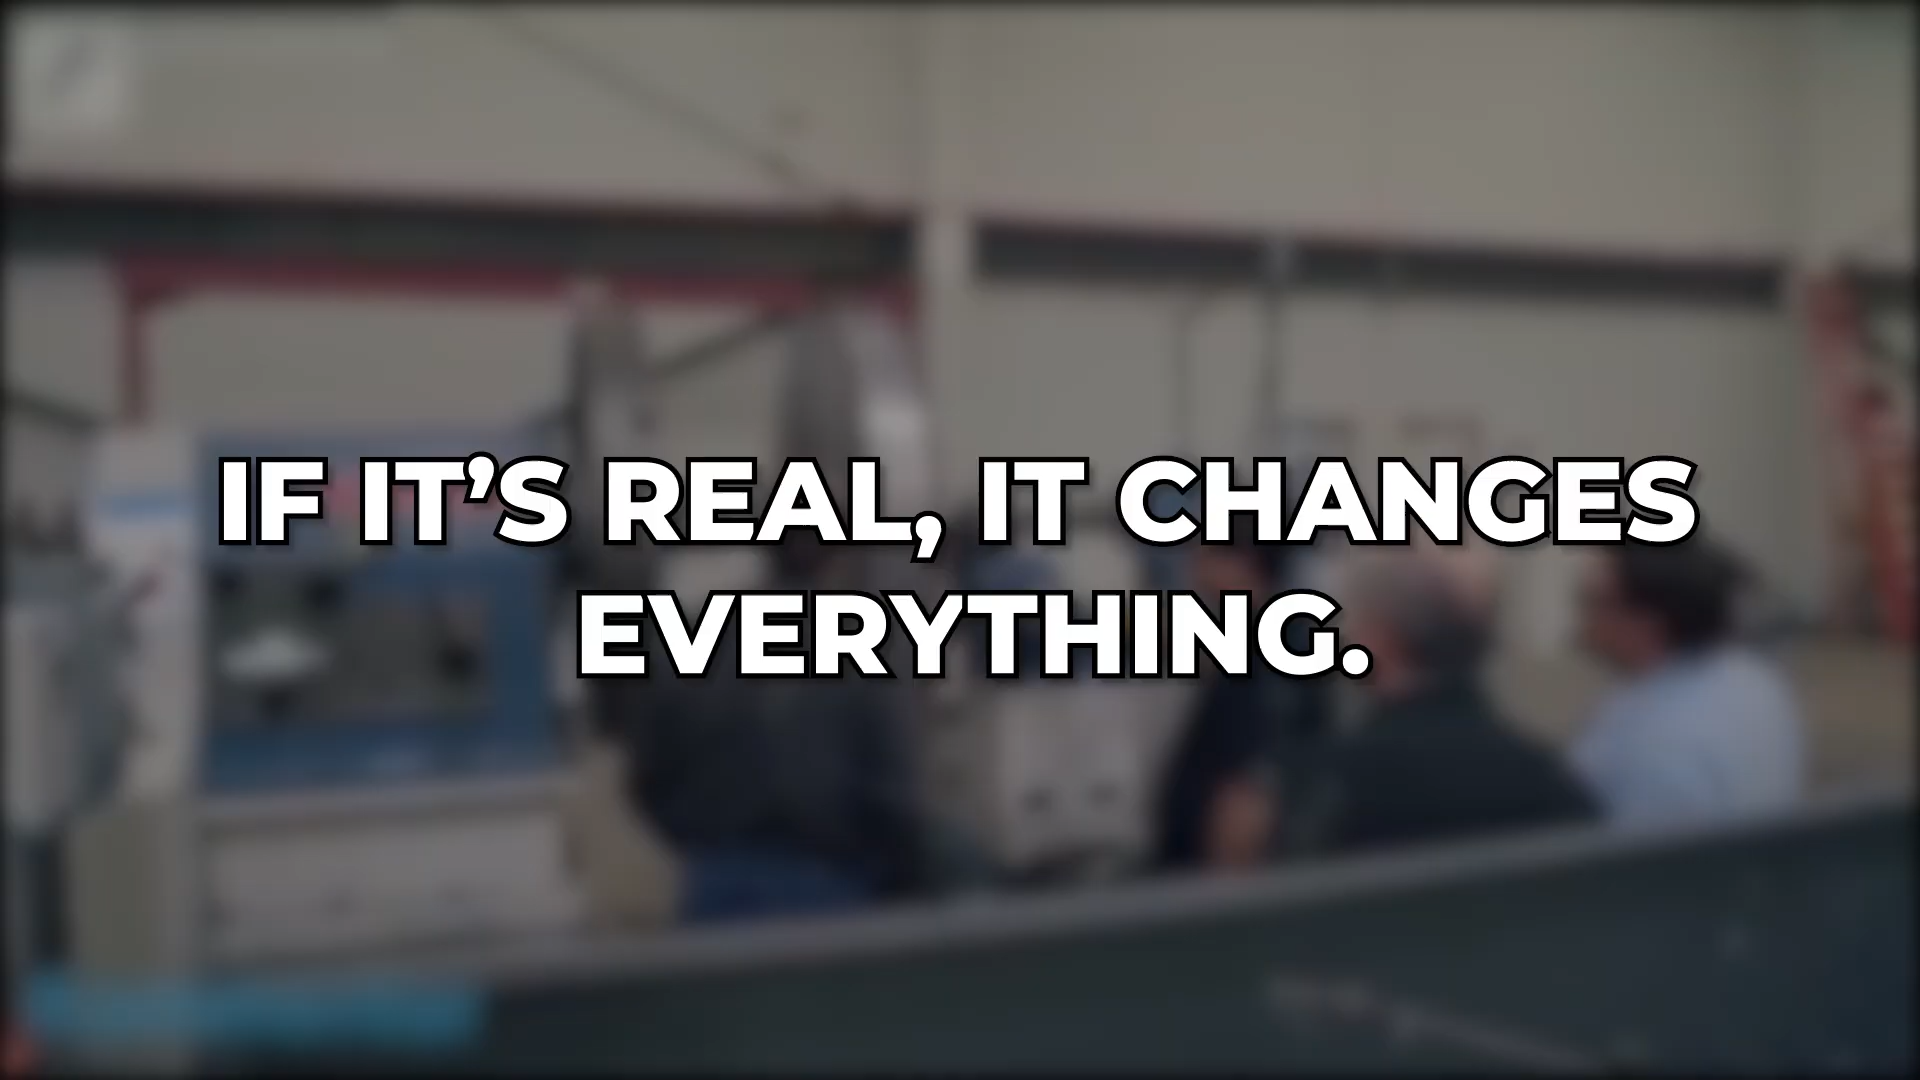 IF IT’S REAL, IT CHANGES
EVERYTHING.